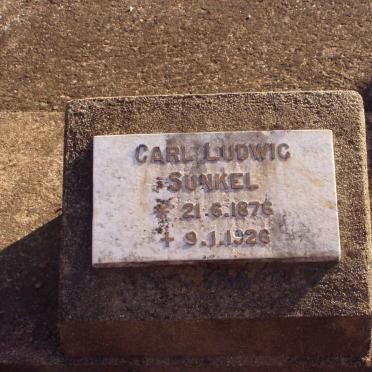 CARL LUDWIG
SUNKEL
* 21.6.1876
+ 9.1.1926